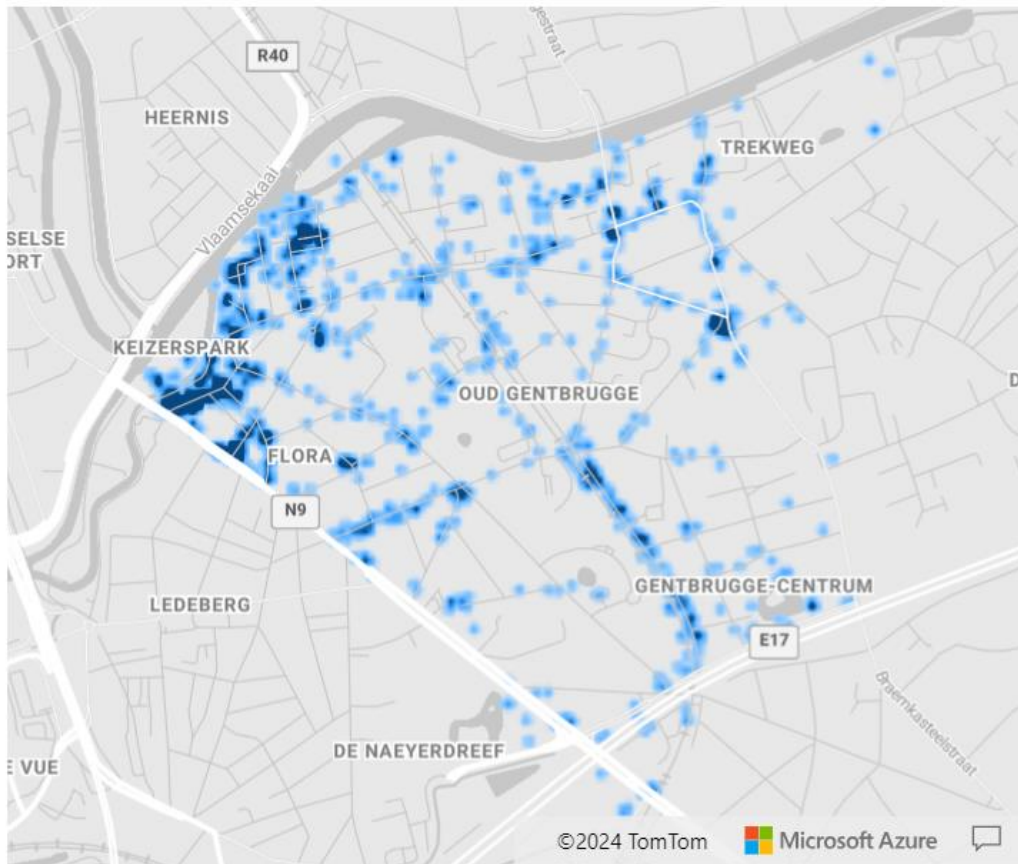 gestraat
R40
HEERNIS
TREKWEG
Vlaamsekaai
SELSE
ORT
KEIZERSPARK
D
OUD GENTBRUGGE
FLORA
N9
GENTBRUGGE-CENTRUM
LEDEBERG
E17
Braemkasteelstraat
DE NAEYERDREEF
E VUE
©2024 TomTom
Microsoft Azure